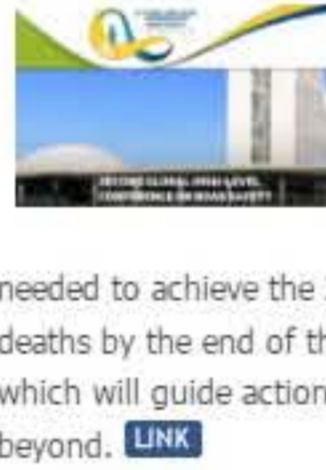 SECOND GLOBAL HIGH-LEVEL
CONFERENCE ON ROAD SAFETY
needed to achieve the
deaths by the end of th
which will guide action
beyond. LINK